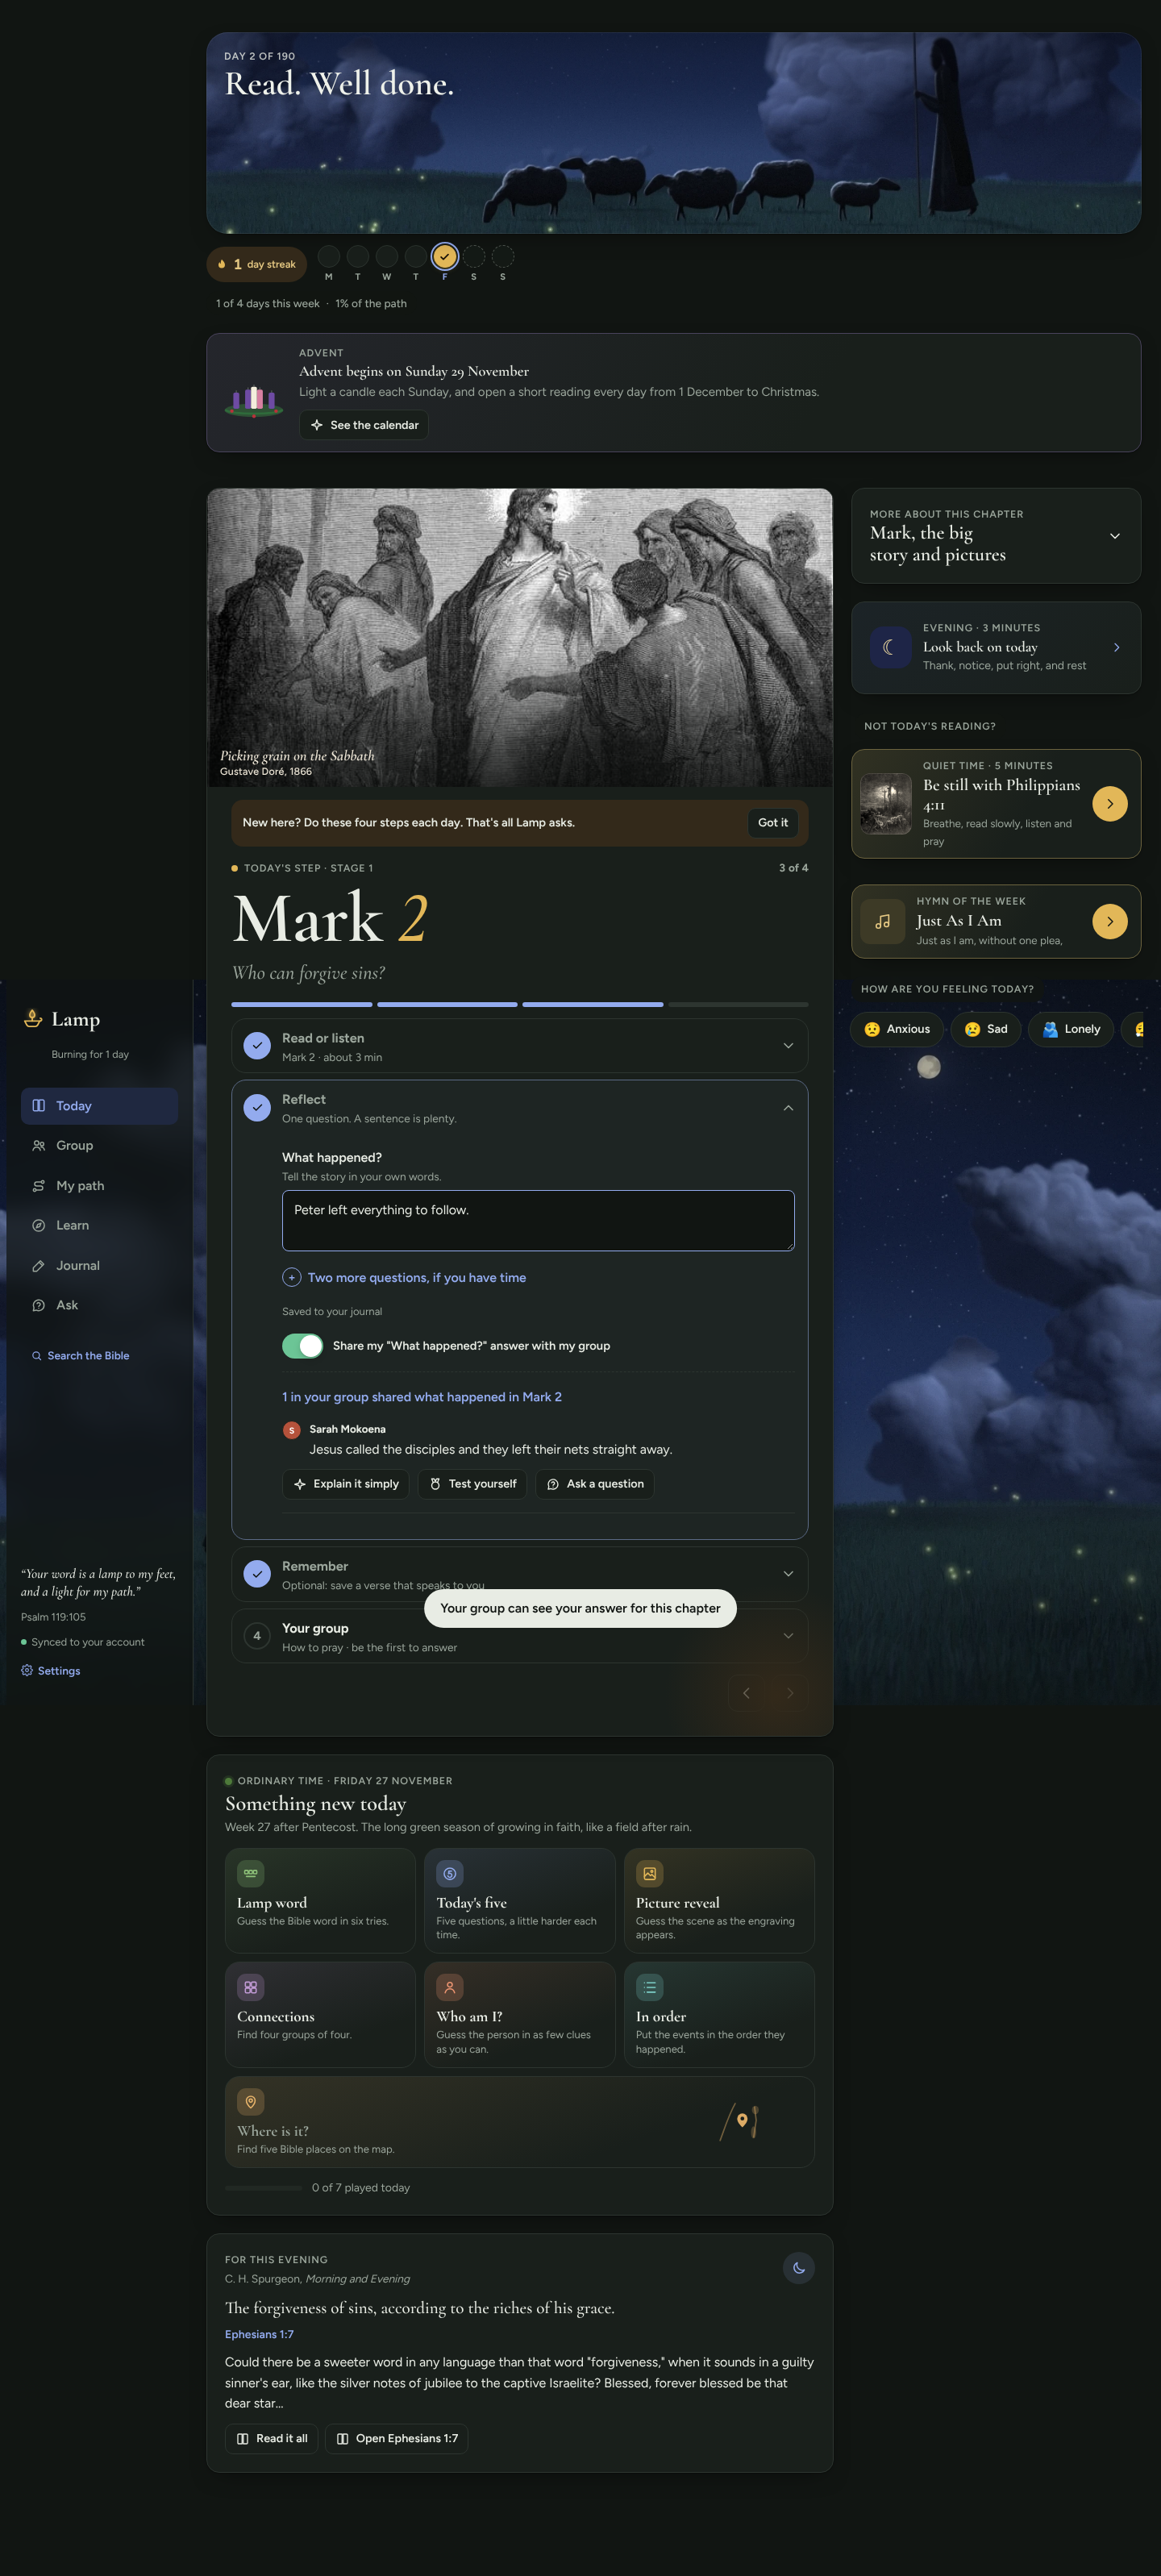 DAY 2 OF 190
Read. Well done.
1 day streak
M T W T F S S
1 of 4 days this week · 1% of the path
ADVENT
Advent begins on Sunday 29 November
Light a candle each Sunday, and open a short reading every day from 1 December to Christmas.
See the calendar
Picking grain on the Sabbath
Gustave Doré, 1866
New here? Do these four steps each day. That's all Lamp asks.
Got it
TODAY'S STEP · STAGE 1
3 of 4
Mark 2
Who can forgive sins?
Read or listen
Mark 2 · about 3 min
Reflect
One question. A sentence is plenty.
What happened?
Tell the story in your own words.
Peter left everything to follow.
+ Two more questions, if you have time
Saved to your journal
Share my "What happened?" answer with my group
1 in your group shared what happened in Mark 2
S Sarah Mokoena
Jesus called the disciples and they left their nets straight away.
Explain it simply
Test yourself
Ask a question
Remember
Optional: save a verse that speaks to you
Your group can see your answer for this chapter
4 Your group
How to pray · be the first to answer
MORE ABOUT THIS CHAPTER
Mark, the big
story and pictures
EVENING · 3 MINUTES
Look back on today
Thank, notice, put right, and rest
NOT TODAY'S READING?
QUIET TIME · 5 MINUTES
Be still with Philippians
4:11
Breathe, read slowly, listen and
pray
HYMN OF THE WEEK
Just As I Am
Just as I am, without one plea,
HOW ARE YOU FEELING TODAY?
Anxious
Sad
Lonely
Lamp
Burning for 1 day
Today
Group
My path
Learn
Journal
Ask
Search the Bible
“Your word is a lamp to my feet,
and a light for my path.”
Psalm 119:105
Synced to your account
Settings
ORDINARY TIME · FRIDAY 27 NOVEMBER
Something new today
Week 27 after Pentecost. The long green season of growing in faith, like a field after rain.
Lamp word
Guess the Bible word in six tries.
5
Today's five
Five questions, a little harder each
time.
Picture reveal
Guess the scene as the engraving
appears.
Connections
Find four groups of four.
Who am I?
Guess the person in as few clues
as you can.
In order
Put the events in the order they
happened.
Where is it?
Find five Bible places on the map.
0 of 7 played today
FOR THIS EVENING
C. H. Spurgeon, Morning and Evening
The forgiveness of sins, according to the riches of his grace.
Ephesians 1:7
Could there be a sweeter word in any language than that word "forgiveness," when it sounds in a guilty
sinner's ear, like the silver notes of jubilee to the captive Israelite? Blessed, forever blessed be that
dear star...
Read it all
Open Ephesians 1:7